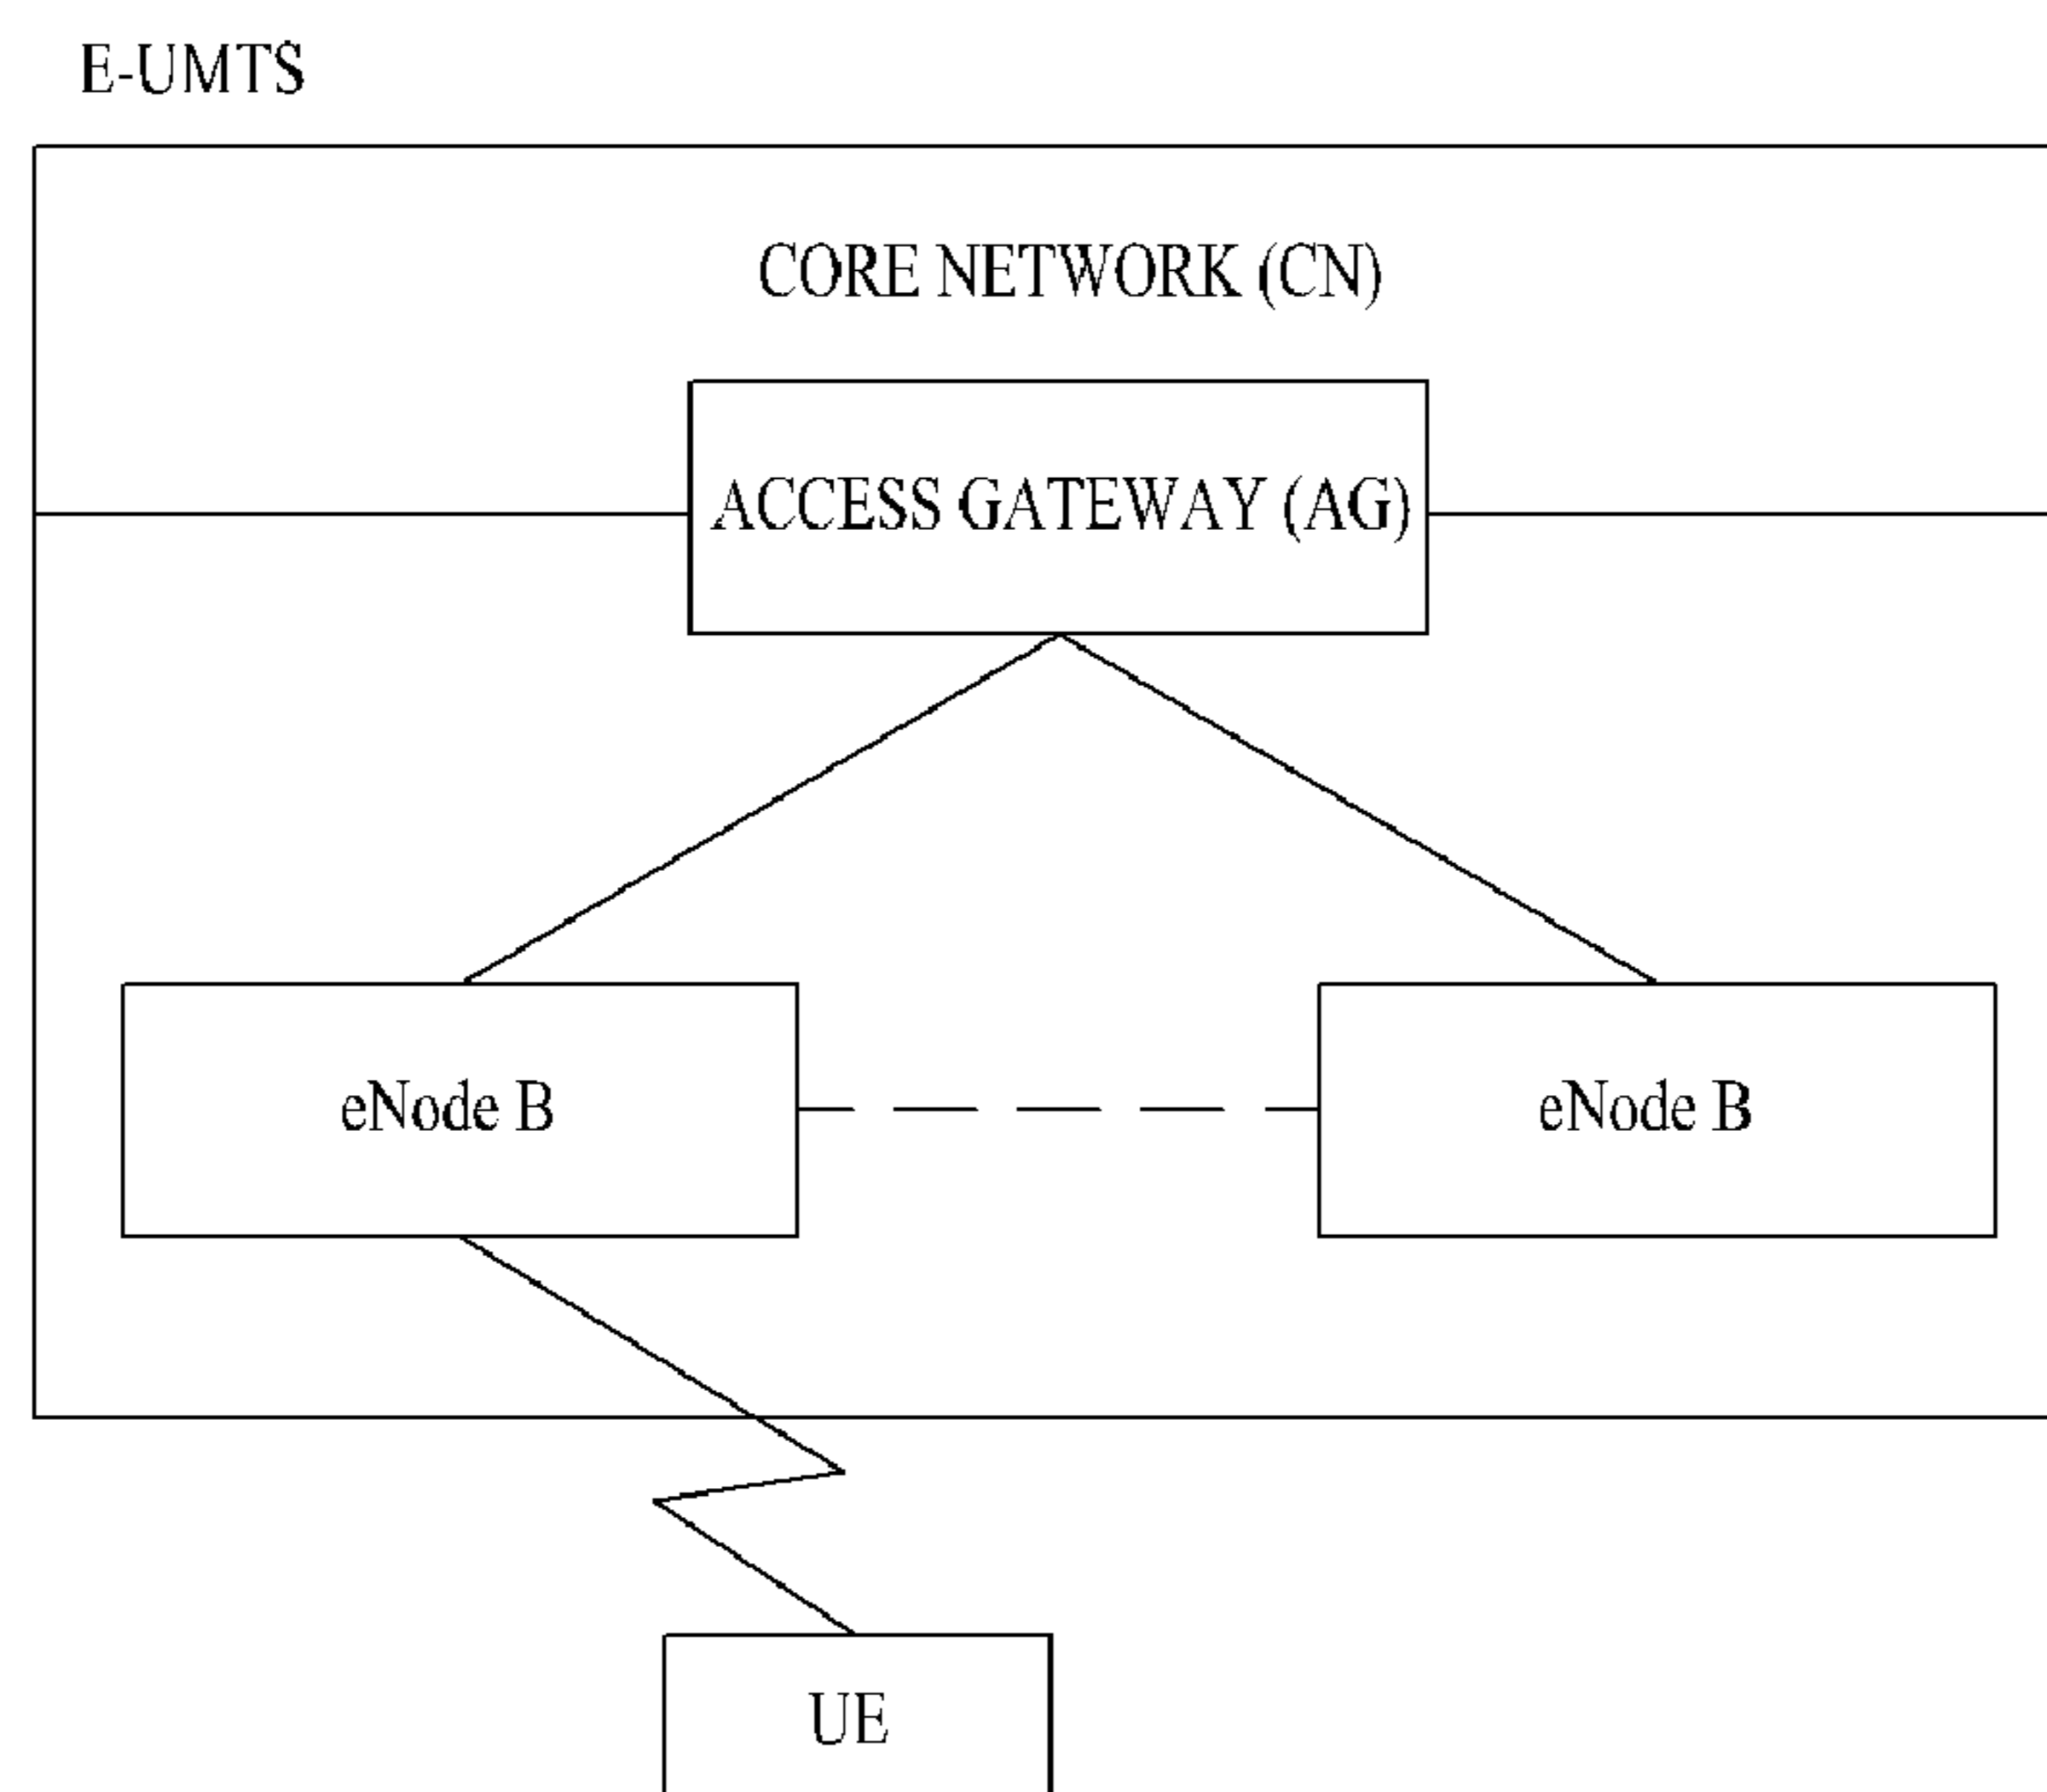 E-UMTS
CORE NETWORK (CN)
ACCESS GATEWAY (AG)
eNode B
eNode B
UE